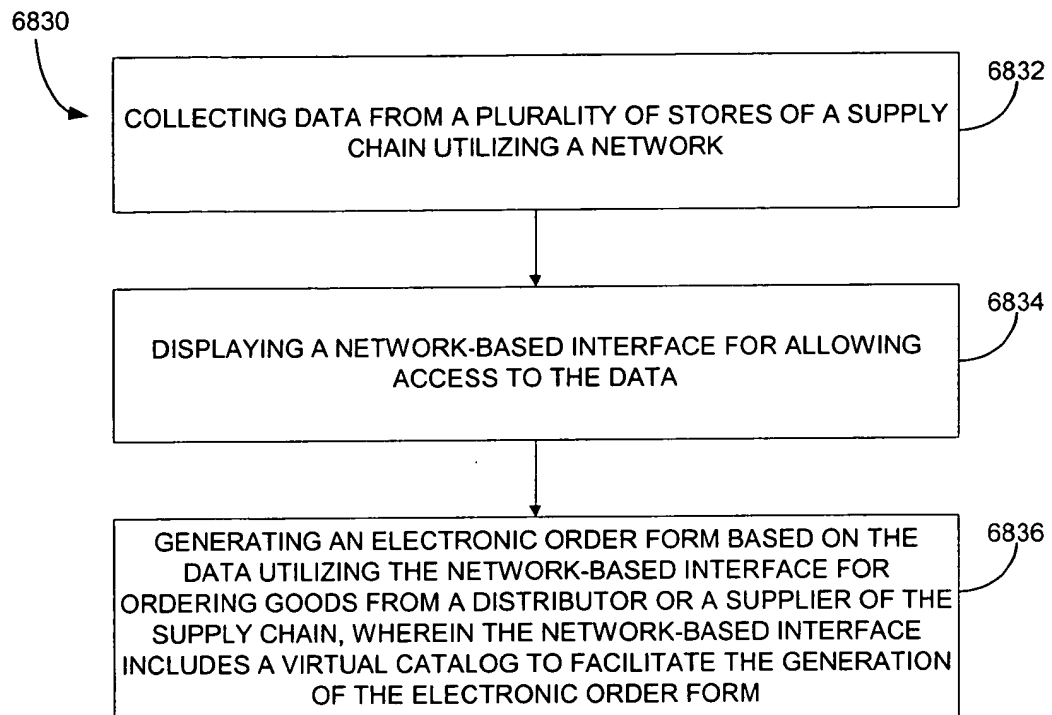 6830
6832
COLLECTING DATA FROM A PLURALITY OF STORES OF A SUPPLY
CHAIN UTILIZING A NETWORK
6834
DISPLAYING A NETWORK-BASED INTERFACE FOR ALLOWING
ACCESS TO THE DATA
6836
GENERATING AN ELECTRONIC ORDER FORM BASED ON THE
DATA UTILIZING THE NETWORK-BASED INTERFACE FOR
ORDERING GOODS FROM A DISTRIBUTOR OR A SUPPLIER OF THE
SUPPLY CHAIN, WHEREIN THE NETWORK-BASED INTERFACE
INCLUDES A VIRTUAL CATALOG TO FACILITATE THE GENERATION
OF THE ELECTRONIC ORDER FORM